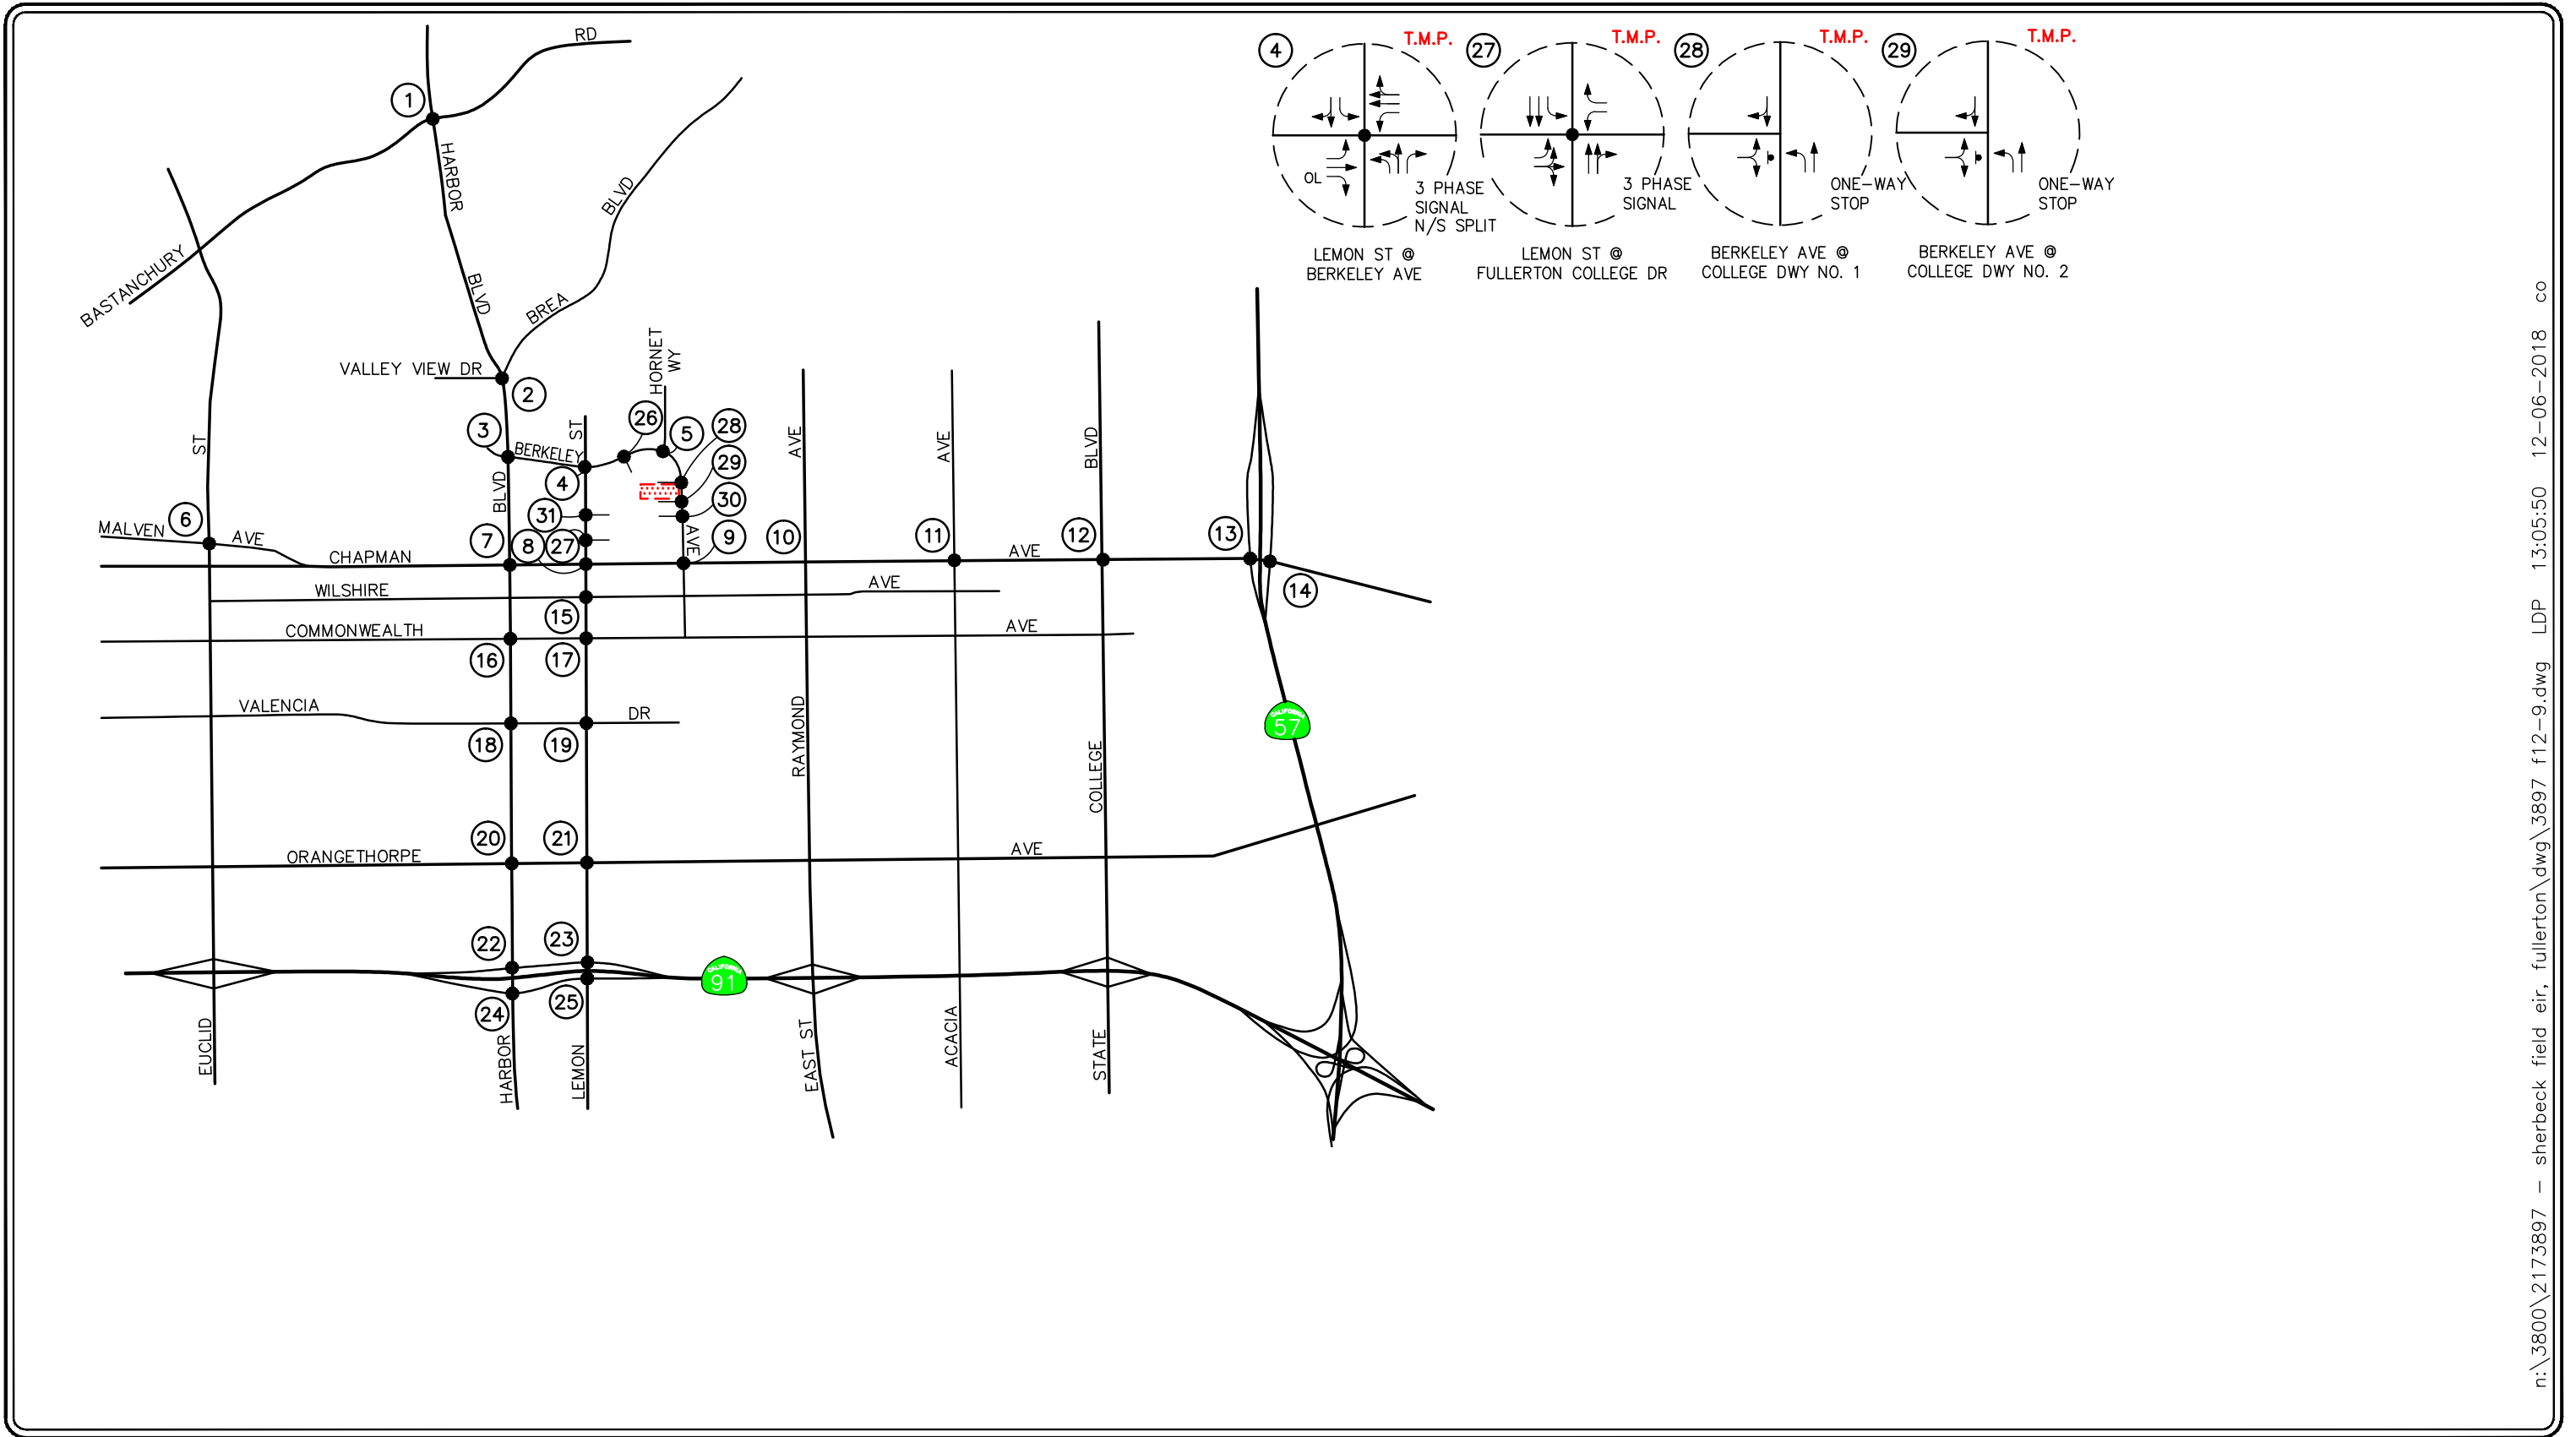 4
T.M.P.
OL
3 PHASE
SIGNAL
N/S SPLIT
LEMON ST @
BERKELEY AVE
27
T.M.P.
3 PHASE
SIGNAL
LEMON ST @
FULLERTON COLLEGE DR
28
T.M.P.
ONE-WAY
STOP
BERKELEY AVE @
COLLEGE DWY NO. 1
29
T.M.P.
ONE-WAY
STOP
BERKELEY AVE @
COLLEGE DWY NO. 2
RD
1
HARBOR
BLVD
BLVD
BASTANCHURY
BREA
VALLEY VIEW DR
HORNET
WY
2
26
5
28
3
ST
ST
BERKELEY
AVE
AVE
BLVD
29
4
BLVD
30
31
6
MALVEN
AVE
7
8
27
AVE
9
10
11
12
13
CHAPMAN
AVE
14
WILSHIRE
AVE
15
COMMONWEALTH
AVE
16
17
VALENCIA
DR
RAYMOND
CALIFORNIA
57
18
19
COLLEGE
20
21
ORANGETHORPE
AVE
22
23
CALIFORNIA
91
24
25
EUCLID
HARBOR
LEMON
EAST ST
ACACIA
STATE
n:\3800\2173897 - sherbeck field eir, fullerton\dwg\3897 f12-9.dwg LDP 13:05:50 12-06-2018 co